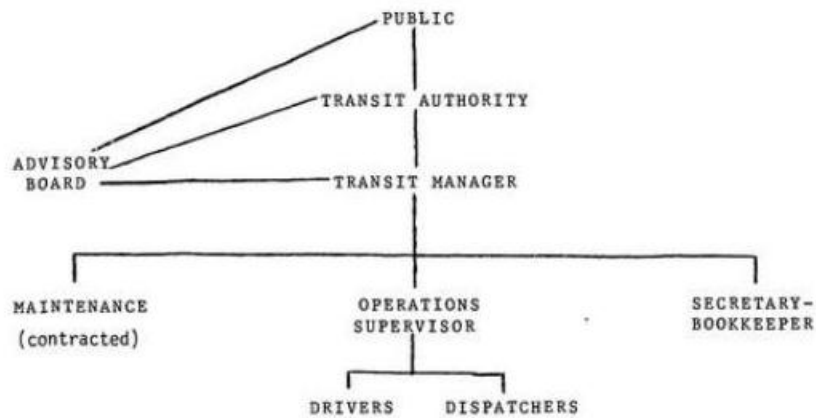 PUBLIC
TRANSIT AUTHORITY
ADVISORY
BOARD
TRANSIT MANAGER
MAINTENANCE
(contracted)
OPERATIONS
SUPERVISOR
SECRETARY-
BOOKKEEPER
DRIVERS
DISPATCHERS